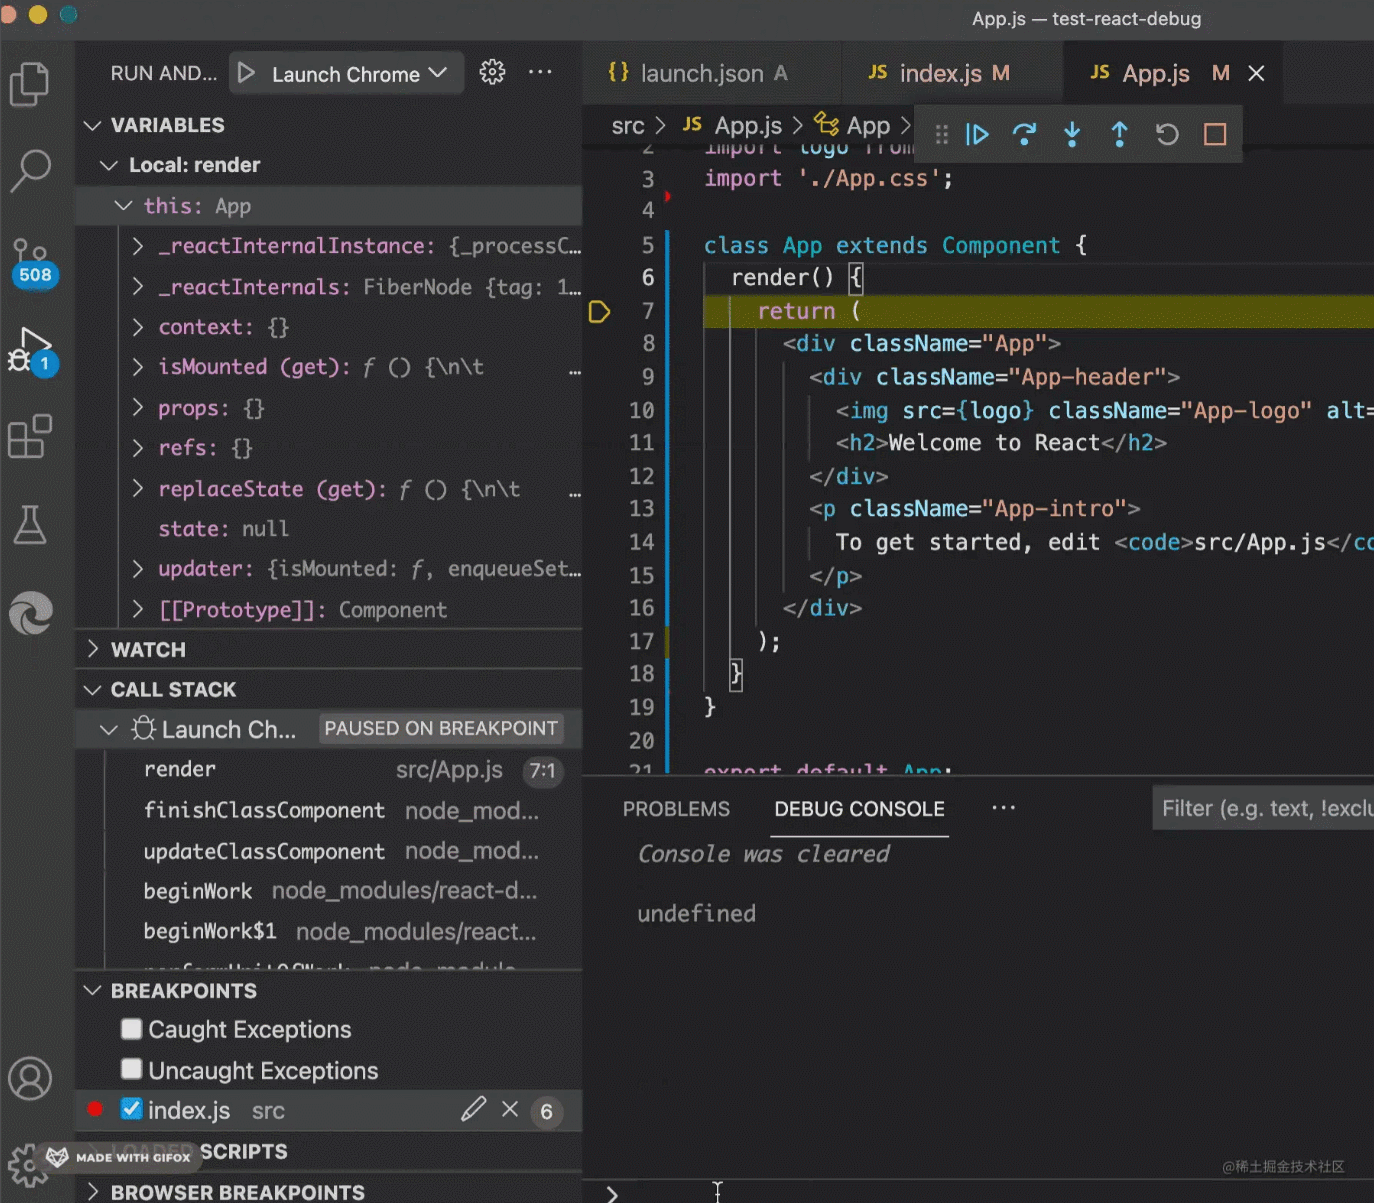 App.js — test-react-debug
RUN AND... Launch Chrome
launch.json A
JS index.js M
JS App.js M
src > JS App.js > App >
VARIABLES
Local: render
this: App
_reactInternalInstance: {_processC...
_reactInternals: FiberNode {tag: 1...
context: {}
isMounted (get): ƒ () {\n\t ...
props: {}
refs: {}
replaceState (get): ƒ () {\n\t ...
state: null
updater: {isMounted: ƒ, enqueueSet...
[[Prototype]]: Component
WATCH
CALL STACK
Launch Ch... PAUSED ON BREAKPOINT
render src/App.js 7:1
finishClassComponent node_mod...
updateClassComponent node_mod...
beginWork node_modules/react-d...
beginWork$1 node_modules/react...
BREAKPOINTS
Caught Exceptions
Uncaught Exceptions
index.js src 6
LOADED SCRIPTS
BROWSER BREAKPOINTS
508
1
MADE WITH GIFOX
2 import logo from
3 import './App.css';
4
5 class App extends Component {
6 render() {
7 return (
8 <div className="App">
9 <div className="App-header">
10 <img src={logo} className="App-logo" alt=
11 <h2>Welcome to React</h2>
12 </div>
13 <p className="App-intro">
14 To get started, edit <code>src/App.js</co
15 </p>
16 </div>
17 );
18 }
19 }
20
21 export default App;
PROBLEMS DEBUG CONSOLE ... Filter (e.g. text, !exclu
Console was cleared
undefined
@稀土掘金技术社区